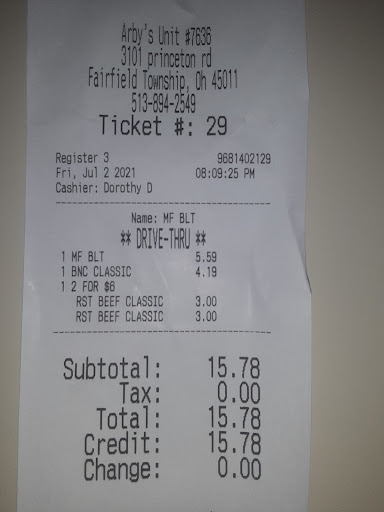 Arby's Unit #7636
3101 princeton rd
Fairfield Township, Oh 45011
513-894-2549
Ticket #: 29
Register 3 9681402129
Fri, Jul 2 2021 08:09:25 PM
Cashier: Dorothy D
Name: MF BLT
** DRIVE-THRU **
1 MF BLT 5.59
1 BNC CLASSIC 4.19
1 2 FOR $6
RST BEEF CLASSIC 3.00
RST BEEF CLASSIC 3.00
Subtotal: 15.78
Tax: 0.00
Total: 15.78
Credit: 15.78
Change: 0.00